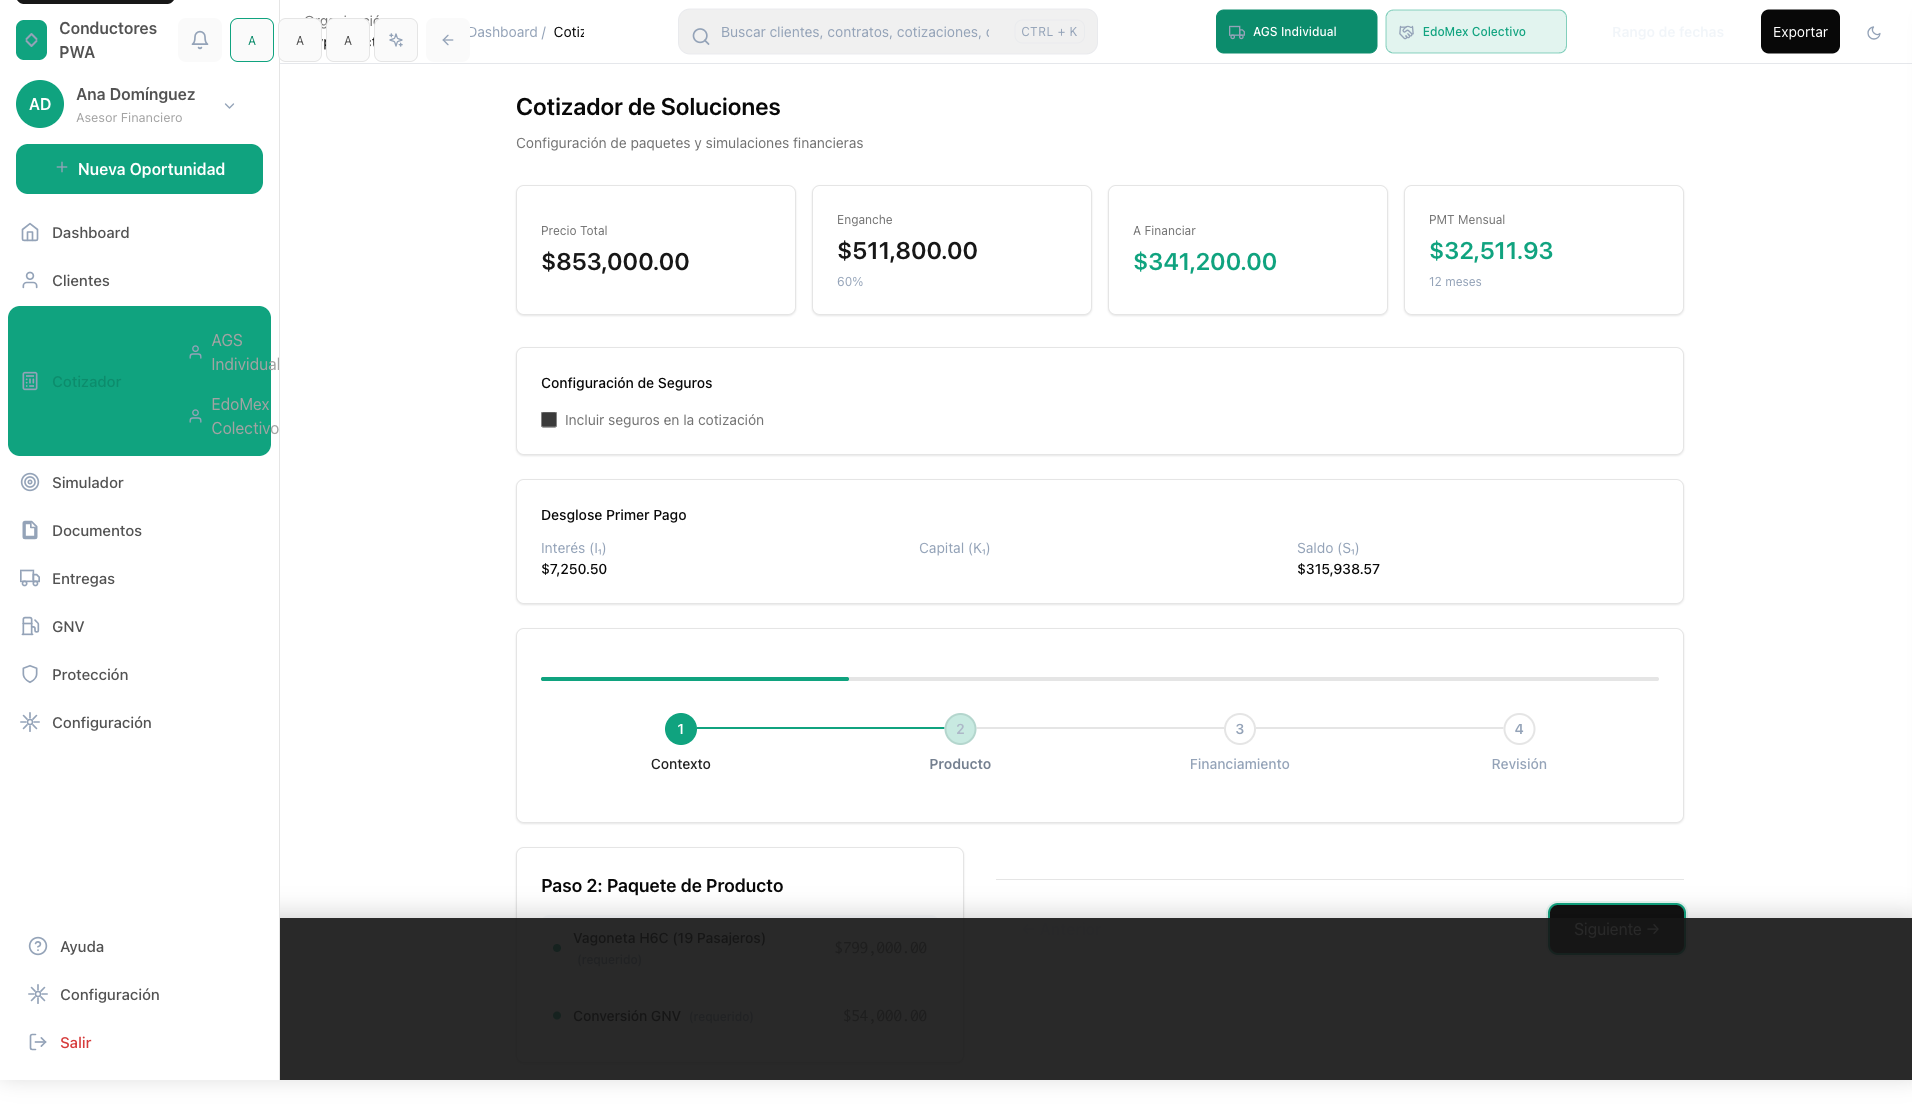 Conductores
PWA
A
A
A
Dashboard / Cotiz
Buscar clientes, contratos, cotizaciones,
CTRL + K
AGS Individual
EdoMex Colectivo
Rango de fechas
Exportar
AD
Ana Domínguez
Asesor Financiero
+ Nueva Oportunidad
Dashboard
Clientes
Cotizador
AGS
Individual
EdoMex
Colectivo
Simulador
Documentos
Entregas
GNV
Protección
Configuración
Ayuda
Configuración
Salir
Cotizador de Soluciones
Configuración de paquetes y simulaciones financieras
Precio Total
$853,000.00
Enganche
$511,800.00
60%
A Financiar
$341,200.00
PMT Mensual
$32,511.93
12 meses
Configuración de Seguros
Incluir seguros en la cotización
Desglose Primer Pago
Interés (I₁)
$7,250.50
Capital (K₁)
Saldo (S₁)
$315,938.57
1
Contexto
2
Producto
3
Financiamiento
4
Revisión
Paso 2: Paquete de Producto
Vagoneta H6C (19 Pasajeros)
(requerido)
$799,000.00
Conversión GNV (requerido)
$54,000.00
Siguiente →